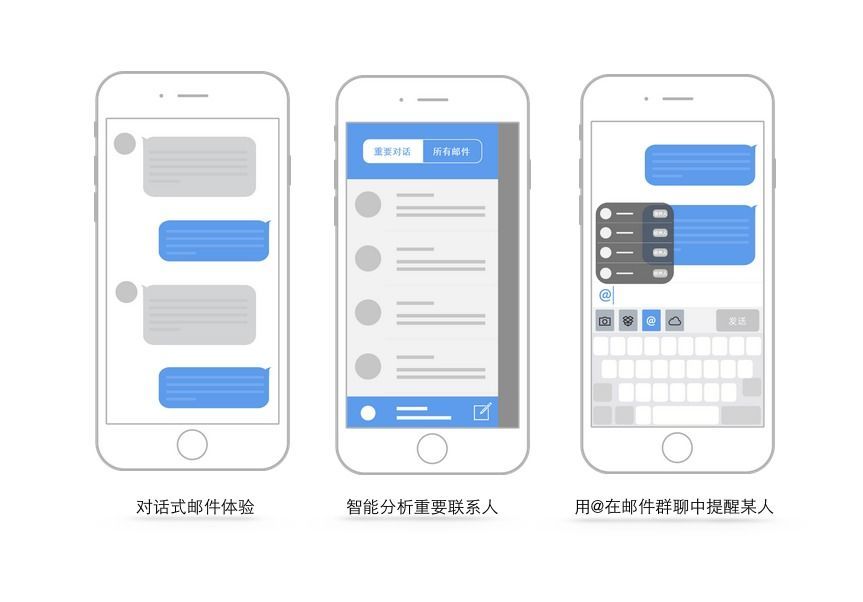 重要对话
所有邮件
@
@
发送
对话式邮件体验
智能分析重要联系人
用@在邮件群聊中提醒某人